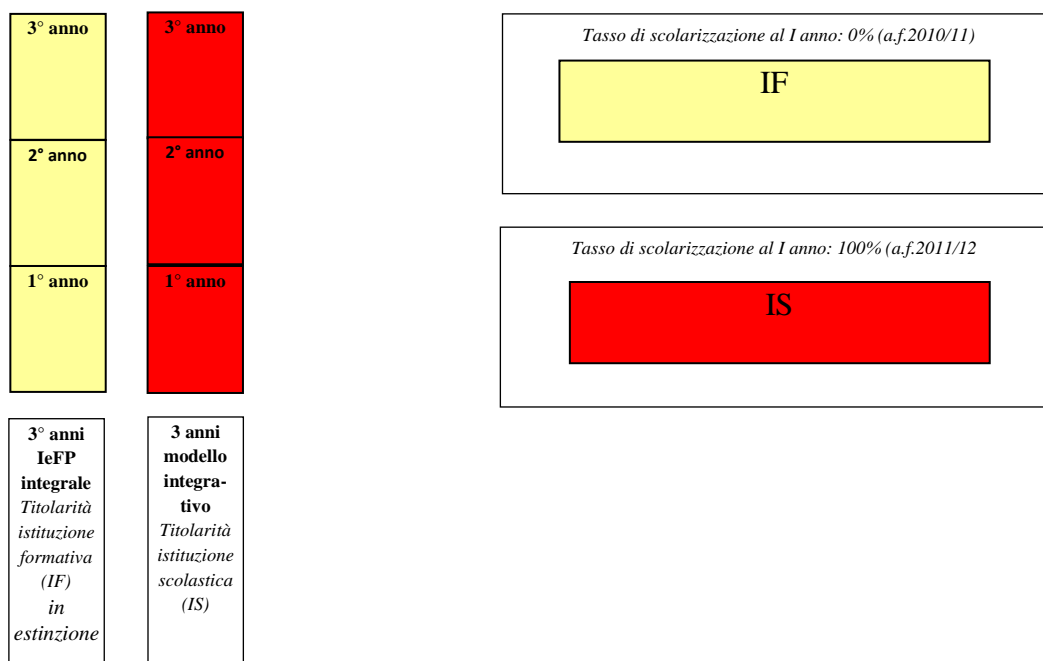 3° anno
2° anno
1° anno
3° anni
IeFP
integrale
Titolarità
istituzione
formativa
(IF)
in
estinzione
3° anno
2° anno
1° anno
3 anni
modello
integra-
tivo
Titolarità
istituzione
scolastica
(IS)
Tasso di scolarizzazione al I anno: 0% (a.f.2010/11)
IF
Tasso di scolarizzazione al I anno: 100% (a.f.2011/12
IS